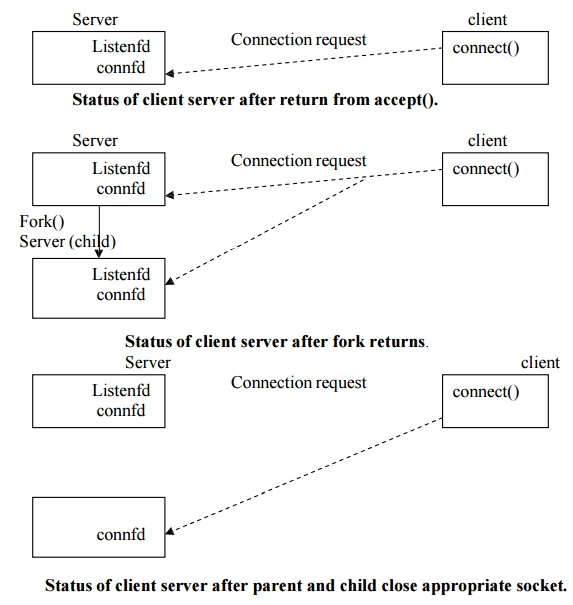 Server client
Listenfd
connfd
Connection request
connect()
Status of client server after return from accept().
Server client
Listenfd
connfd
Connection request
connect()
Fork()
Server (child)
Listenfd
connfd
Status of client server after fork returns.
Server client
Listenfd
connfd
Connection request
connect()
connfd
Status of client server after parent and child close appropriate socket.